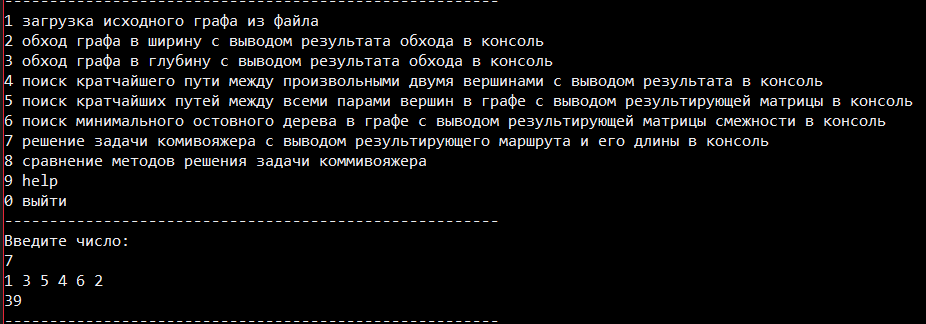 -------------------------------------------------------
1 загрузка исходного графа из файла
2 обход графа в ширину с выводом результата обхода в консоль
3 обход графа в глубину с выводом результата обхода в консоль
4 поиск кратчайшего пути между произвольными двумя вершинами с выводом результата в консоль
5 поиск кратчайших путей между всеми парами вершин в графе с выводом результирующей матрицы в консоль
6 поиск минимального остовного дерева в графе с выводом результирующей матрицы смежности в консоль
7 решение задачи комивояжера с выводом результирующего маршрута и его длины в консоль
8 сравнение методов решения задачи коммивояжера
9 help
0 выйти
-------------------------------------------------------
Введите число:
7
1 3 5 4 6 2
39
-------------------------------------------------------